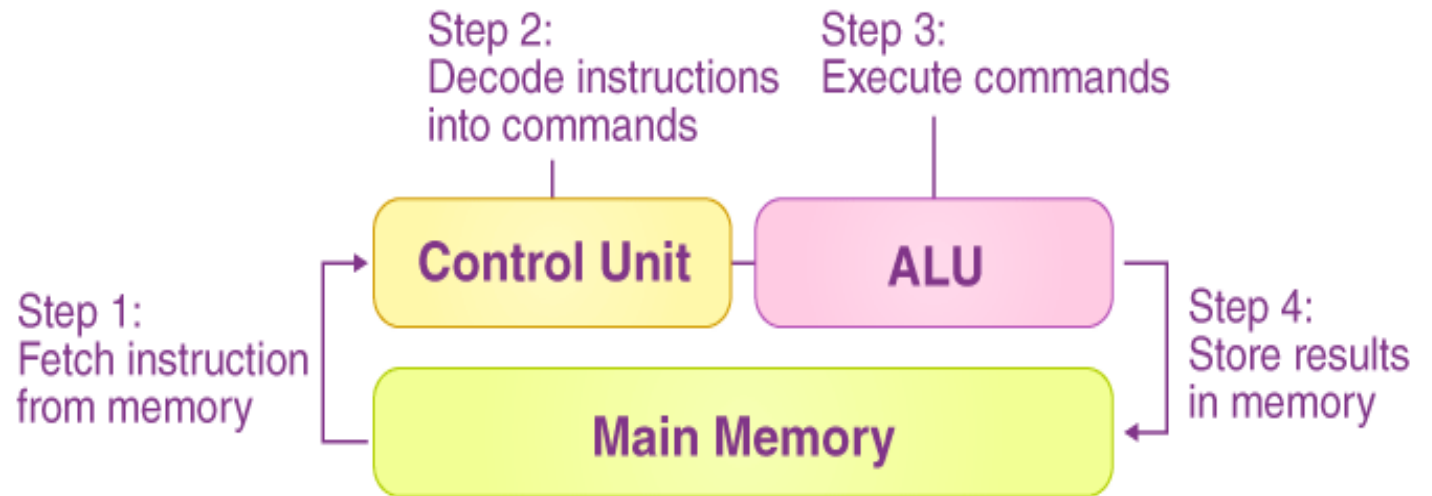 Step 2:
Decode instructions
into commands
Step 3:
Execute commands
Control Unit
ALU
Step 1:
Fetch instruction
from memory
Step 4:
Store results
in memory
Main Memory